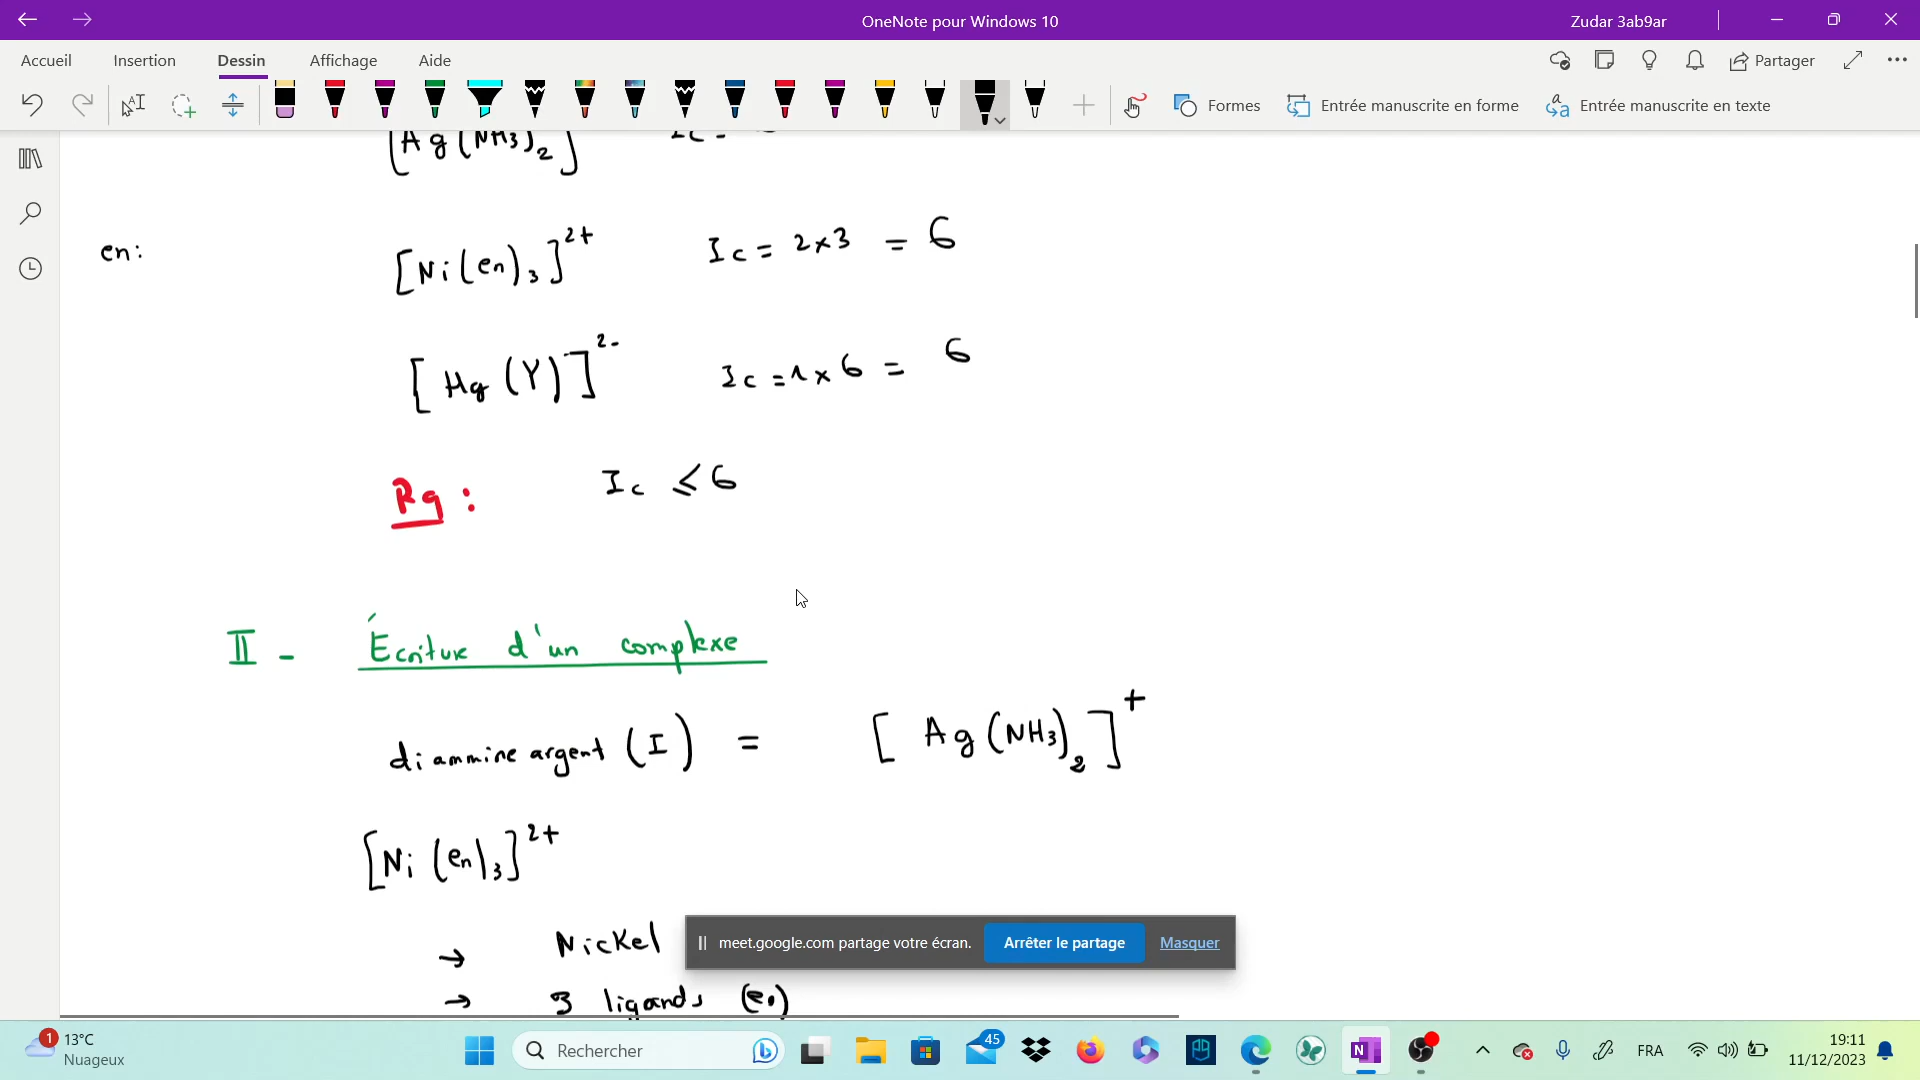 OneNote pour Windows 10
Zudar 3ab9ar
Accueil Insertion Dessin Affichage Aide
Partager
Formes Entrée manuscrite en forme Entrée manuscrite en texte
[Ag(NH3)2] Ic =
en: [Ni(en)3]2+ Ic = 2x3 = 6
[Hg(Y)]2- Ic = 1 x 6 = 6
Rq : Ic ≤ 6
II - Écriture d'un complexe
diammine argent (I) = [Ag(NH3)2]+
[Ni(en)3]2+
→ Nickel
→ 3 ligands (en)
meet.google.com partage votre écran. Arrêter le partage Masquer
1 13°C
Nuageux
Rechercher
45
FRA
19:11
11/12/2023